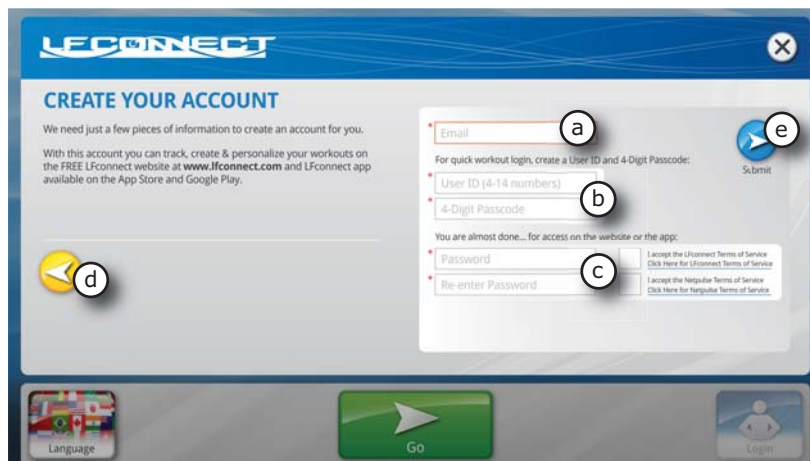 LFCONNECT
CREATE YOUR ACCOUNT
We need just a few pieces of information to create an account for you.
With this account you can track, create & personalize your workouts on
the FREE LFconnect website at www.lfconnect.com and LFconnect app
available on the App Store and Google Play.
d
* Email
a
e
Submit
For quick workout login, create a User ID and 4-Digit Passcode:
* User ID (4-14 numbers)
* 4-Digit Passcode
b
You are almost done... for access on the website or the app:
* Password
* Re-enter Password
c
I accept the LFconnect Terms of Service
Click Here for LFconnect Terms of Service
I accept the Netpulse Terms of Service
Click Here for Netpulse Terms of Service
Language
Go
Login